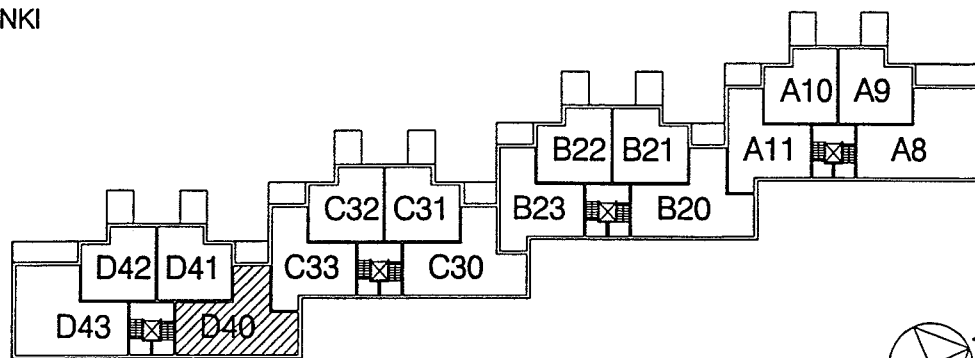 NKI
A10 A9
A11 A8
B22 B21
B23 B20
C32 C31
C33 C30
D42 D41
D43 D40